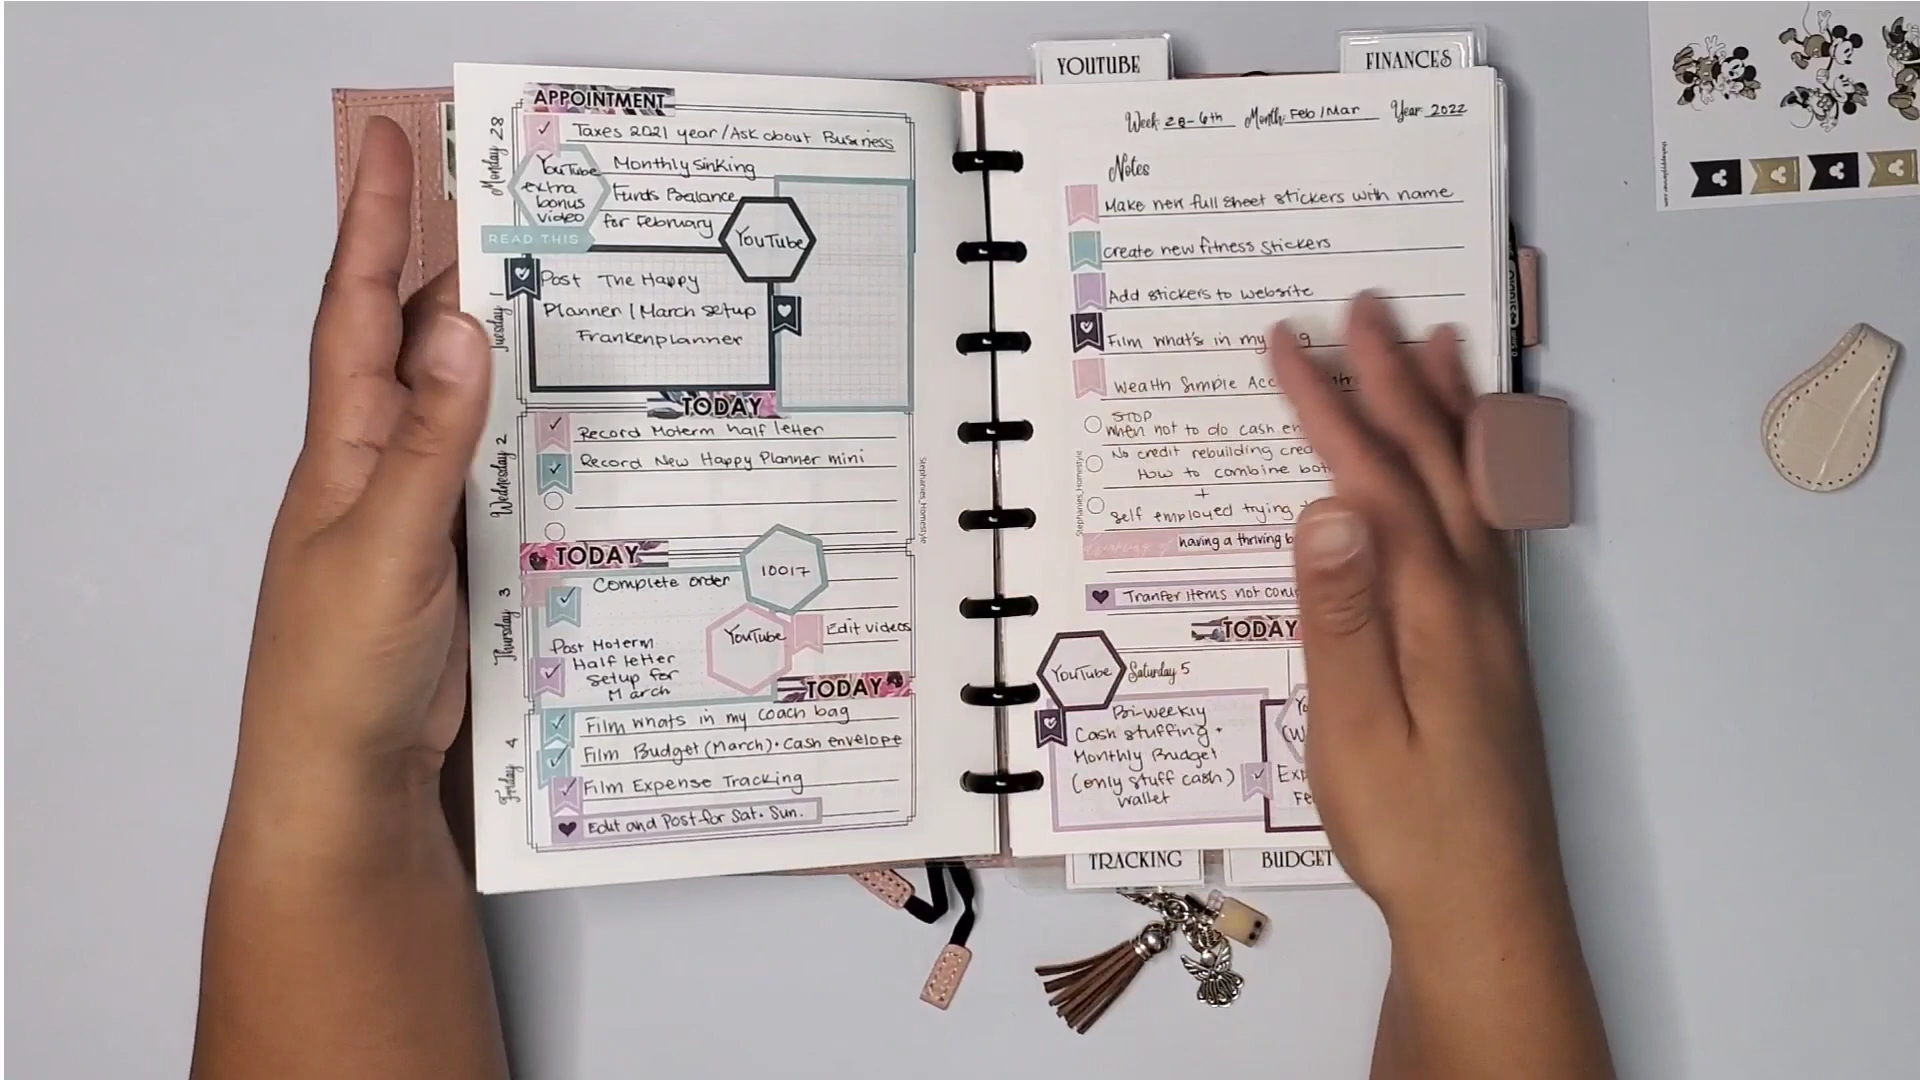 YOUTUBE
FINANCES
APPOINTMENT
Monday 28
Taxes 2021 year/Ask about Business
YouTube
extra
bonus
video
Monthly sinking
Funds Balance
for February
READ THIS
YouTube
Tuesday 1
Post The Happy
Planner | March setup
Frankenplanner
TODAY
Wednesday 2
Record Moterm half letter
Record New Happy Planner mini
Stephanies_Homestyle
TODAY
Thursday 3
Complete order
10017
YouTube
Edit videos
Post Moterm
Half letter
setup for
March
TODAY
Friday 4
Film whats in my coach bag
Film Budget (March) + Cash envelope
Film Expense Tracking
Edit and Post for Sat + Sun.
Week: 28-6th Month: Feb/Mar Year: 2022
Notes
Make new full sheet stickers with name
create new fitness stickers
Add stickers to website
Film what's in my
Wealth Simple
STOP
when not to do cash
No credit rebuilding
How to combine
+
self employed trying
Stephanies_Homestyle
having a thriving
Tranfer items not
TODAY
YouTube
Saturday 5
Bi-weekly
Cash stuffing +
Monthly Budget
(only stuff cash)
wallet
TRACKING
BUDGET
thehappyplanner.com
STUDIO